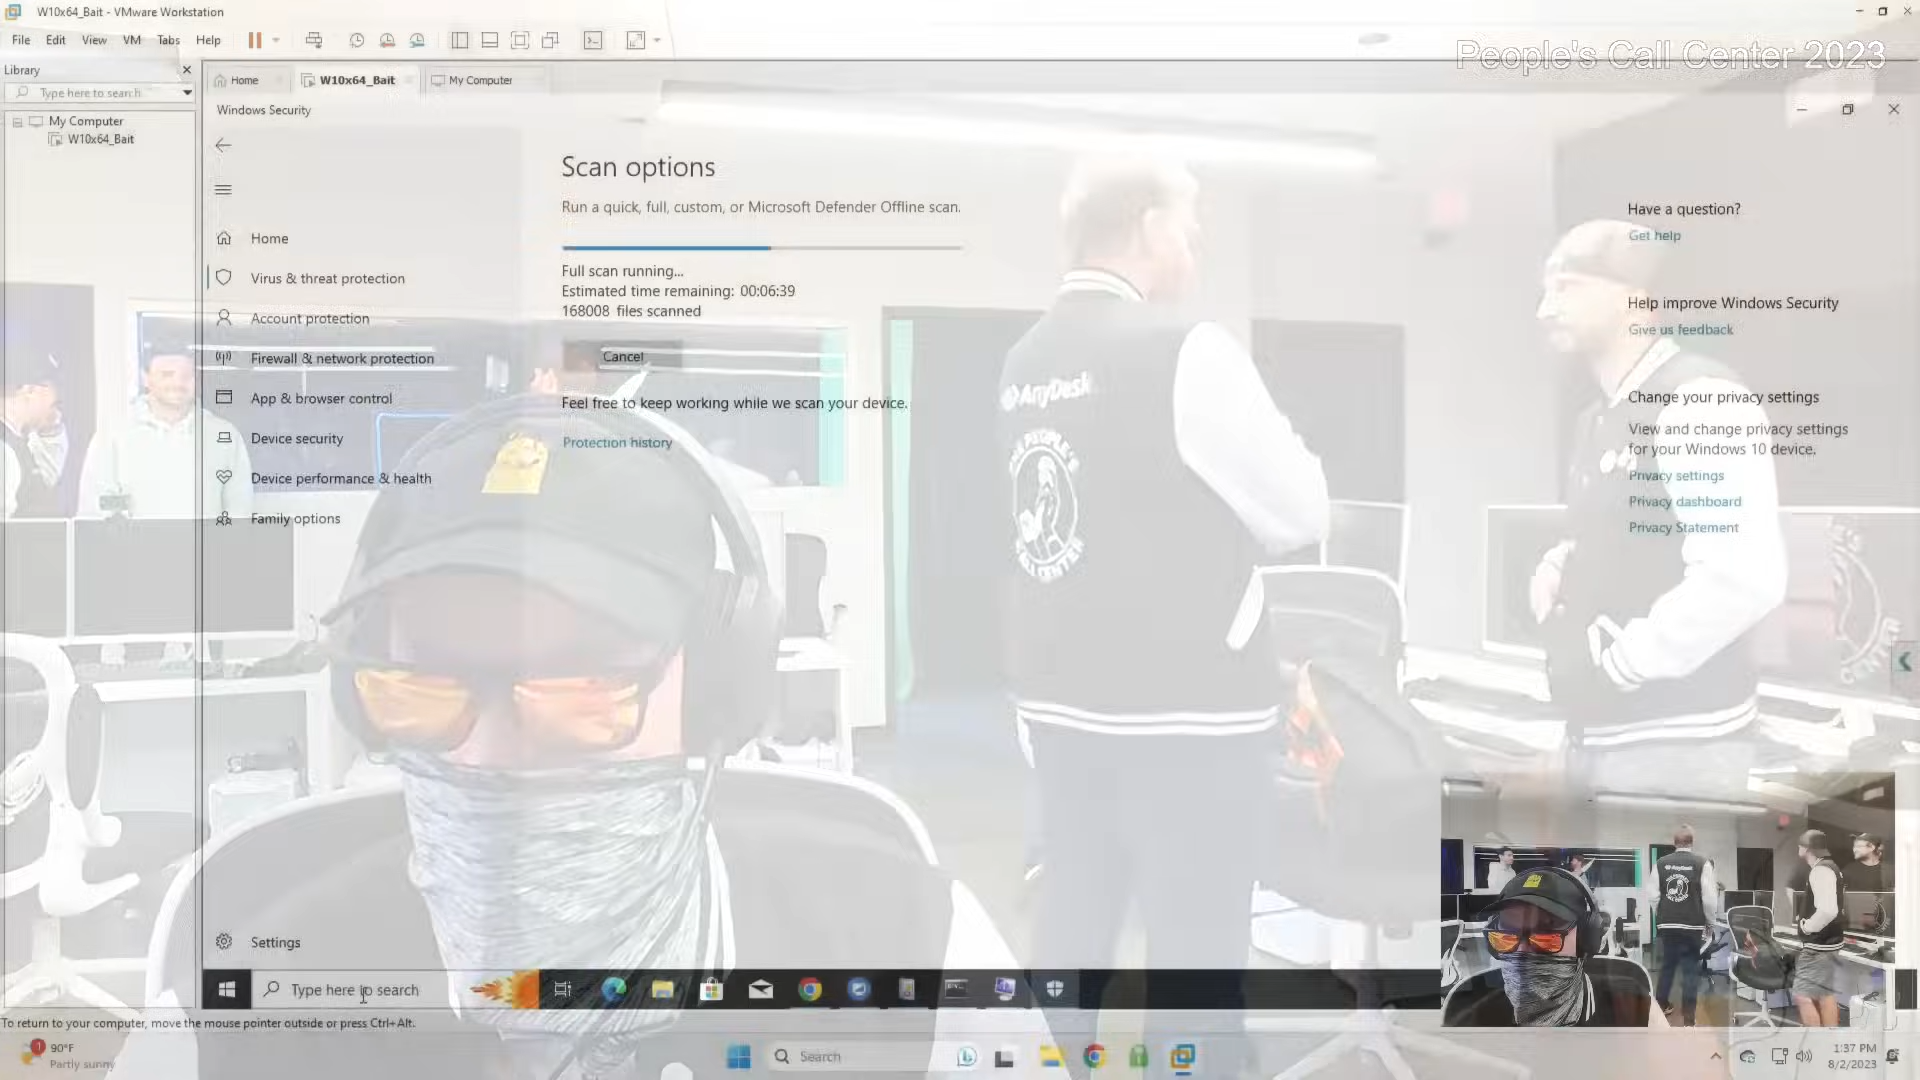 W10x64_Bait - VMware Workstation
File Edit View VM Tabs Help
People's Call Center 2023
Library
Type here to search
My Computer
W10x64_Bait
Home
W10x64_Bait
My Computer
Windows Security
Home
Virus & threat protection
Account protection
Firewall & network protection
App & browser control
Device security
Device performance & health
Family options
Settings
Scan options
Run a quick, full, custom, or Microsoft Defender Offline scan.
Full scan running...
Estimated time remaining: 00:06:39
168008 files scanned
Cancel
Feel free to keep working while we scan your device.
Protection history
Have a question?
Get help
Help improve Windows Security
Give us feedback
Change your privacy settings
View and change privacy settings
for your Windows 10 device.
Privacy settings
Privacy dashboard
Privacy Statement
AnyDesk
THE PEOPLE'S
CALL CENTER
Type here to search
To return to your computer, move the mouse pointer outside or press Ctrl+Alt.
1
90°F
Partly sunny
Search
1:37 PM
8/2/2023